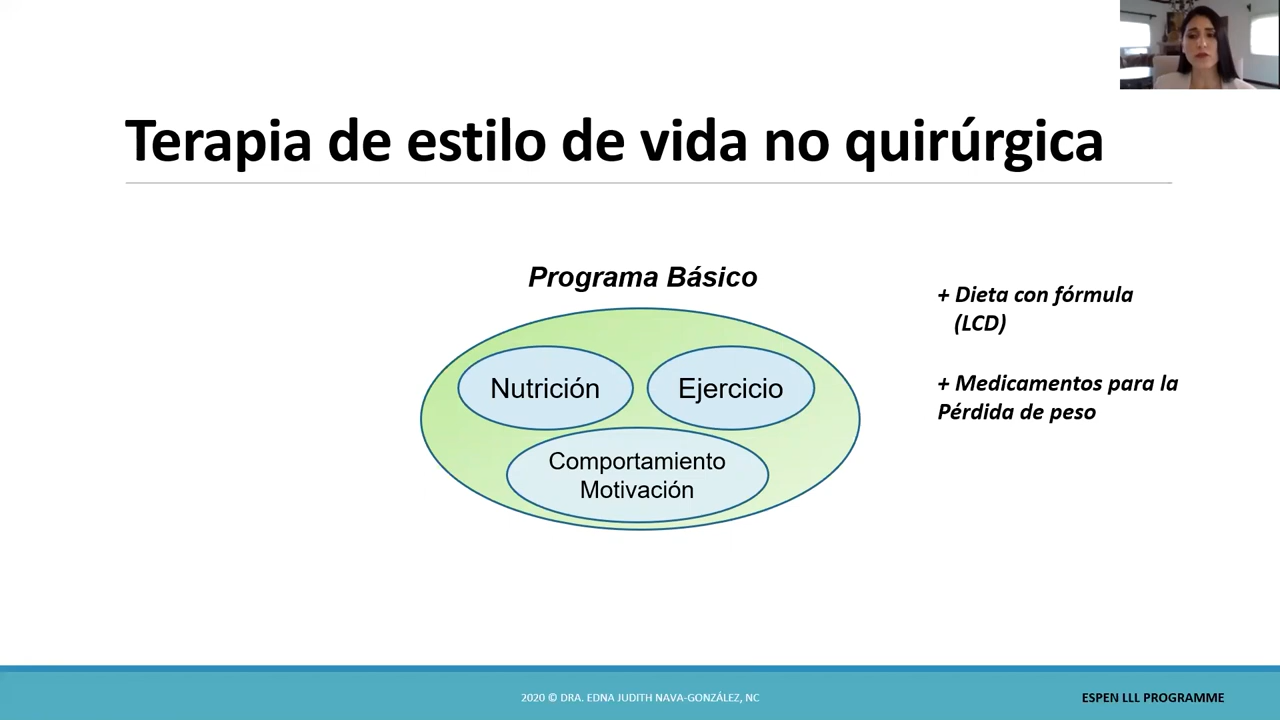 Terapia de estilo de vida no quirúrgica
Programa Básico
Nutrición
Ejercicio
Comportamiento
Motivación
+ Dieta con fórmula
(LCD)
+ Medicamentos para la
Pérdida de peso
2020 © DRA. EDNA JUDITH NAVA-GONZÁLEZ, NC
ESPEN LLL PROGRAMME